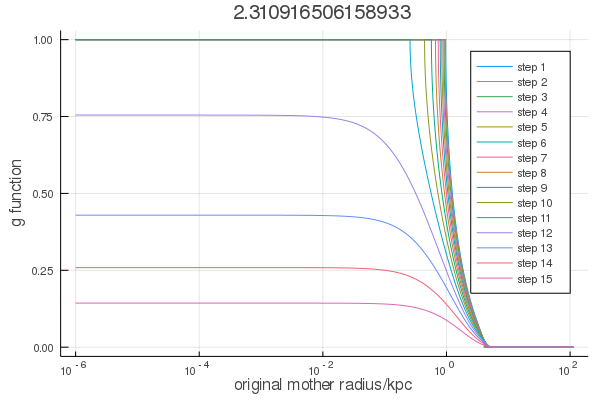 2.310916506158933
1.00
0.75
0.50
0.25
0.00
g function
10^-6
10^-4
10^-2
10^0
10^2
original mother radius/kpc
step 1
step 2
step 3
step 4
step 5
step 6
step 7
step 8
step 9
step 10
step 11
step 12
step 13
step 14
step 15